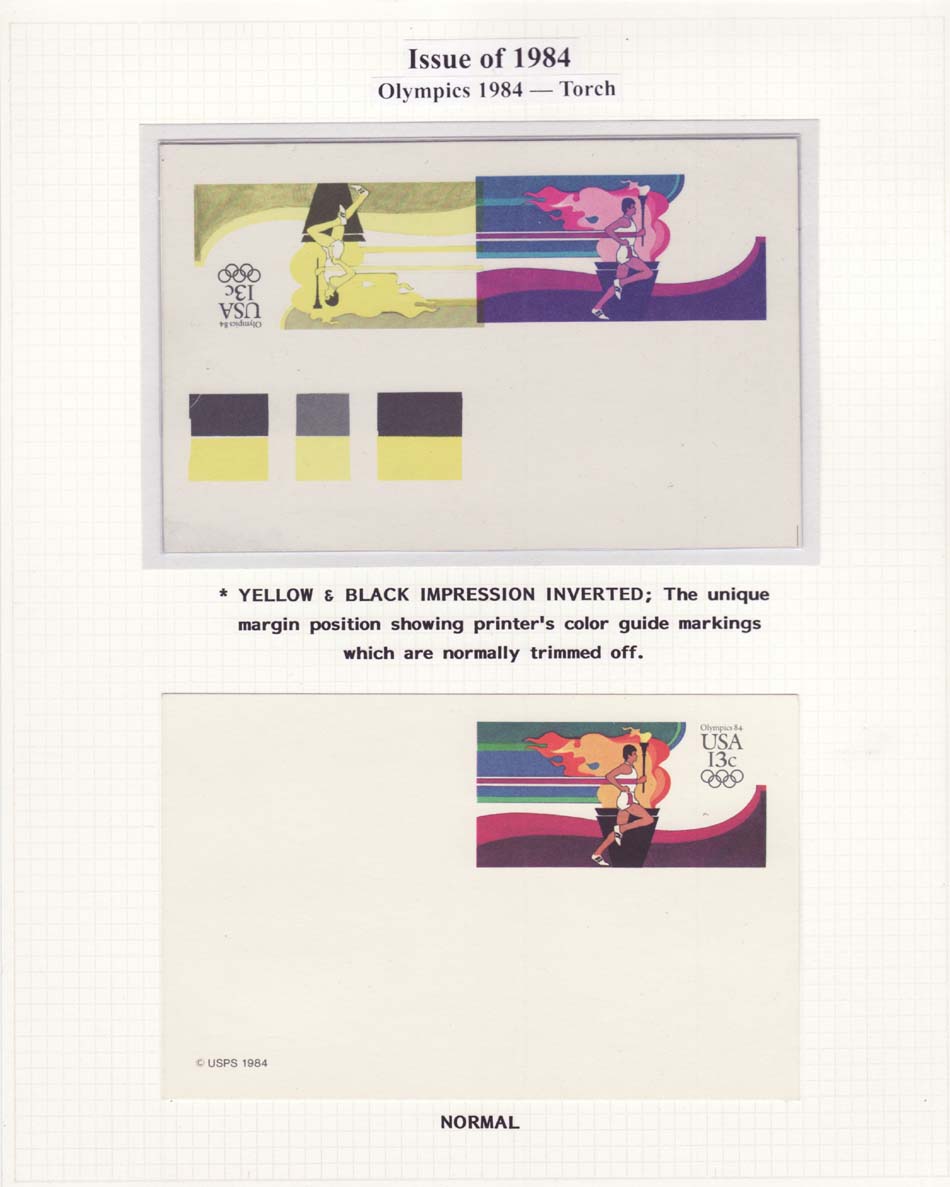 Issue of 1984
Olympics 1984 — Torch
Olympics 84
USA
13c
* YELLOW & BLACK IMPRESSION INVERTED; The unique
margin position showing printer's color guide markings
which are normally trimmed off.
Olympics 84
USA
13c
© USPS 1984
NORMAL